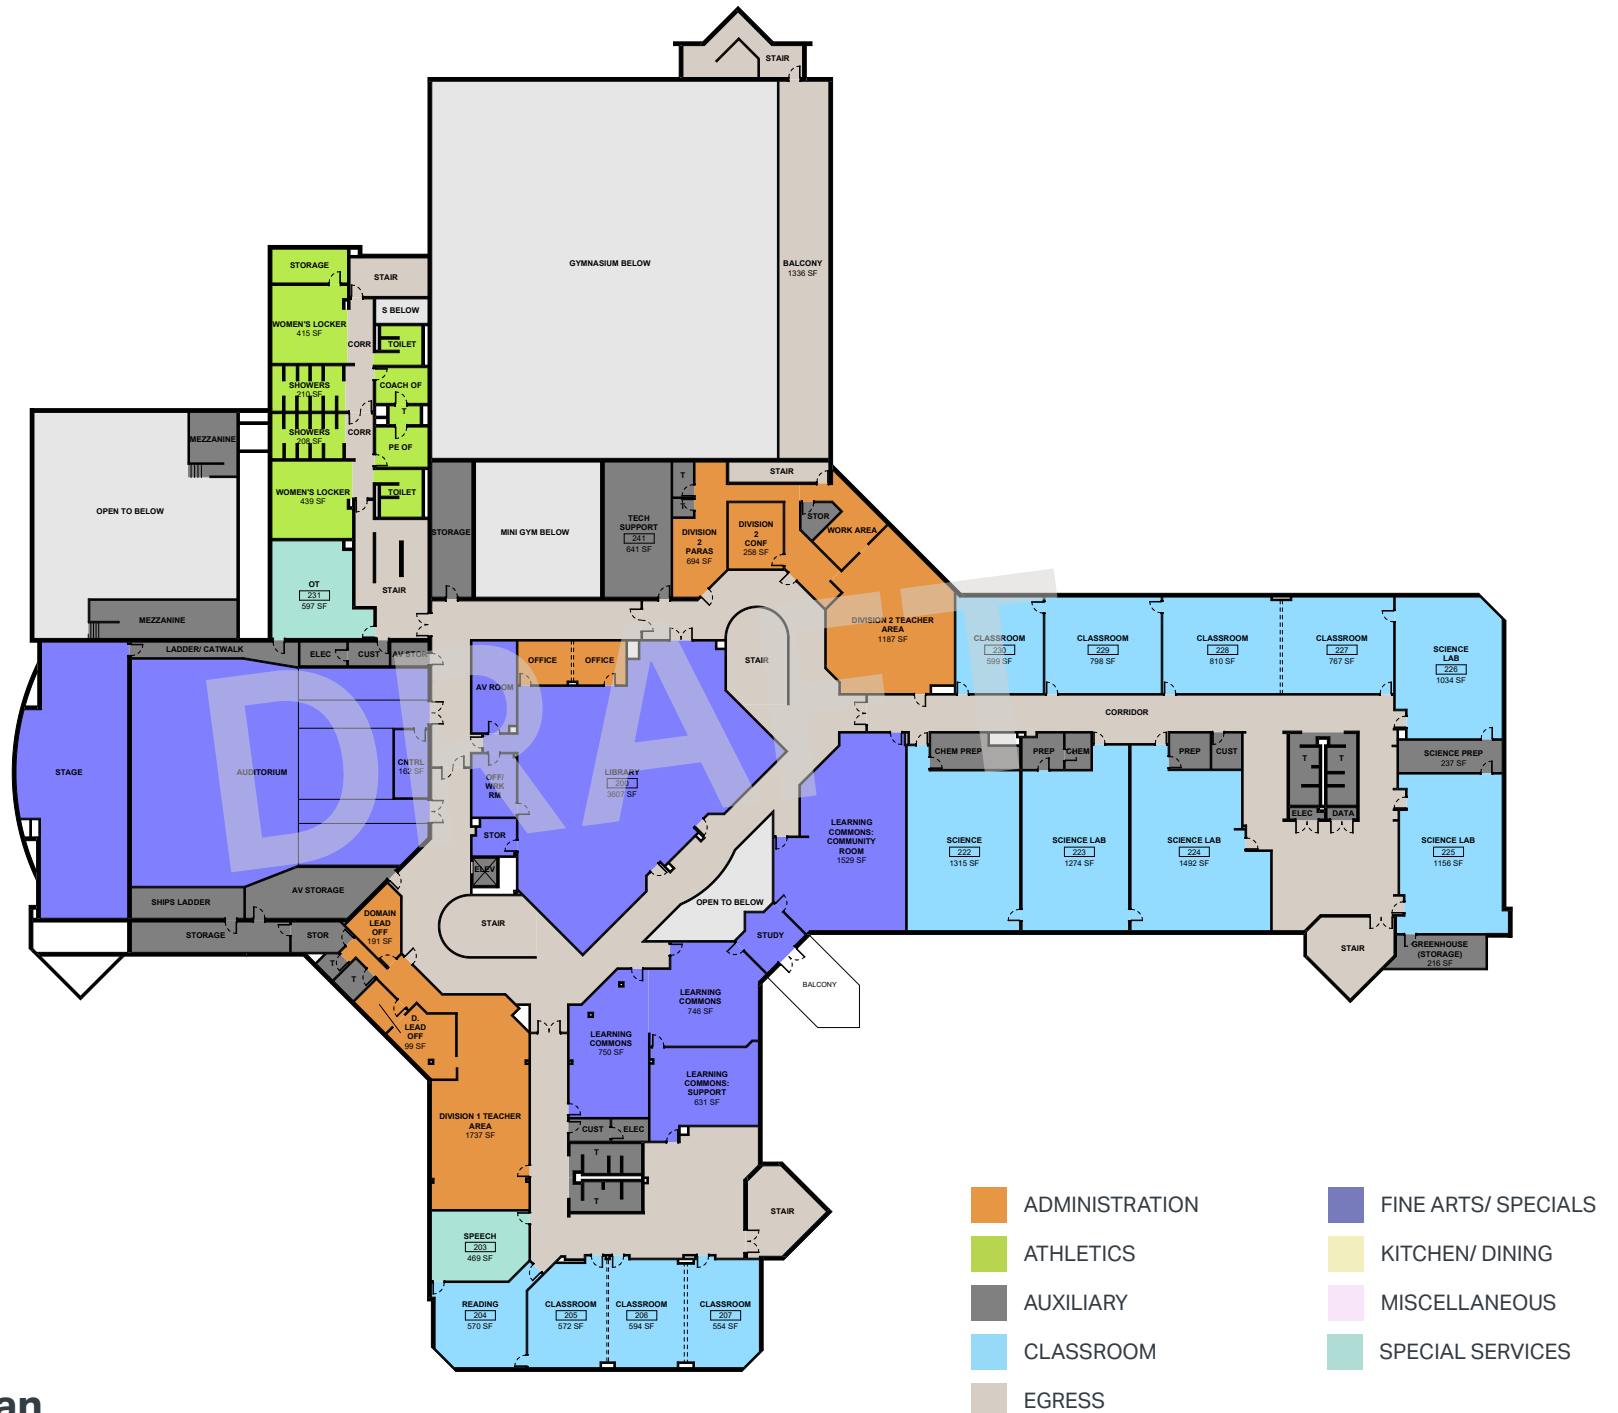 STAIR
GYMNASIUM BELOW
BALCONY
1336 SF
STORAGE
STAIR
S BELOW
WOMEN'S LOCKER
415 SF
CORR
TOILET
SHOWERS
210 SF
COACH OF
T
SHOWERS
208 SF
CORR
PE OF
MEZZANINE
WOMEN'S LOCKER
439 SF
TOILET
OPEN TO BELOW
MEZZANINE
OT
231
597 SF
STAIR
STORAGE
MINI GYM BELOW
TECH
SUPPORT
241
641 SF
T
T
DIVISION
2
PARAS
694 SF
STAIR
DIVISION
2
CONF
258 SF
STOR
WORK AREA
DIVISION 2 TEACHER
AREA
1187 SF
LADDER/ CATWALK
ELEC
CUST
AV STOR
OFFICE
OFFICE
AV ROOM
STAIR
CLASSROOM
230
599 SF
CLASSROOM
229
798 SF
CLASSROOM
228
810 SF
CLASSROOM
227
767 SF
SCIENCE
LAB
226
1034 SF
CORRIDOR
STAGE
AUDITORIUM
CNTRL
162 SF
OFF/
WRK
RM
LIBRARY
200
3607 SF
STOR
ELEV
CHEM PREP
PREP
CHEM
PREP
CUST
T
T
ELEC
DATA
SCIENCE PREP
237 SF
LEARNING
COMMONS:
COMMUNITY
ROOM
1529 SF
SCIENCE
222
1315 SF
SCIENCE LAB
223
1274 SF
SCIENCE LAB
224
1492 SF
SCIENCE LAB
225
1156 SF
SHIPS LADDER
AV STORAGE
STORAGE
STOR
DOMAIN
LEAD
OFF
191 SF
STAIR
OPEN TO BELOW
STUDY
BALCONY
STAIR
GREENHOUSE
(STORAGE)
216 SF
T
T
D.
LEAD
OFF
99 SF
LEARNING
COMMONS
746 SF
LEARNING
COMMONS
750 SF
LEARNING
COMMONS:
SUPPORT
631 SF
DIVISION 1 TEACHER
AREA
1737 SF
CUST
ELEC
T
T
STAIR
SPEECH
203
469 SF
READING
204
570 SF
CLASSROOM
205
572 SF
CLASSROOM
206
594 SF
CLASSROOM
207
554 SF
DRAFT
ADMINISTRATION
ATHLETICS
AUXILIARY
CLASSROOM
EGRESS
FINE ARTS/ SPECIALS
KITCHEN/ DINING
MISCELLANEOUS
SPECIAL SERVICES
an